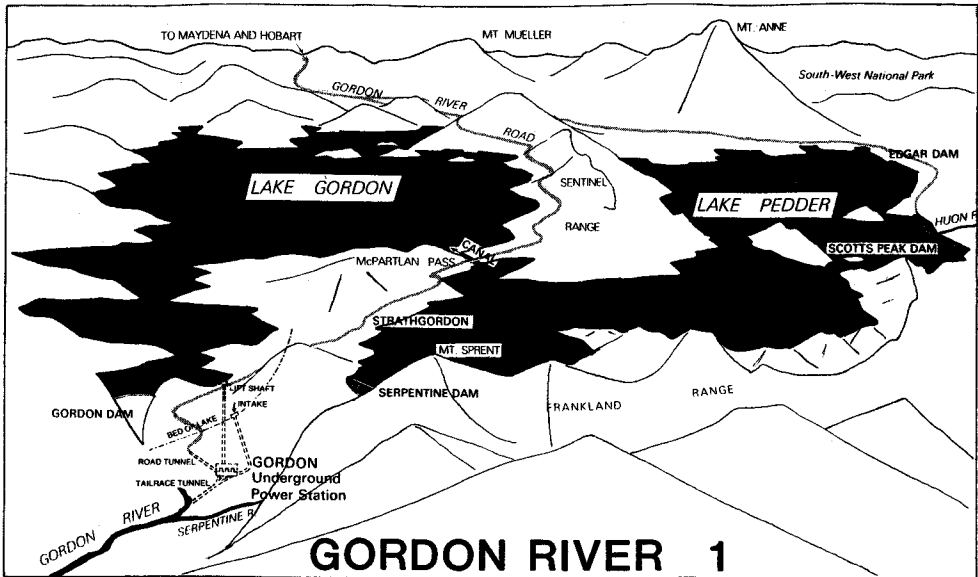 TO MAYDENA AND HOBART
MT MUELLER
MT. ANNE
South-West National Park
GORDON
RIVER
ROAD
EDGAR DAM
LAKE GORDON
SENTINEL
RANGE
LAKE PEDDER
HUON R
SCOTTS PEAK DAM
CANAL
McPARTLAN PASS
STRATHGORDON
MT. SPRENT
SERPENTINE DAM
FRANKLAND
RANGE
LIFT SHAFT
INTAKE
GORDON DAM
BED OF LAKE
ROAD TUNNEL
TAILRACE TUNNEL
GORDON
Underground
Power Station
GORDON RIVER
SERPENTINE R.
GORDON RIVER 1